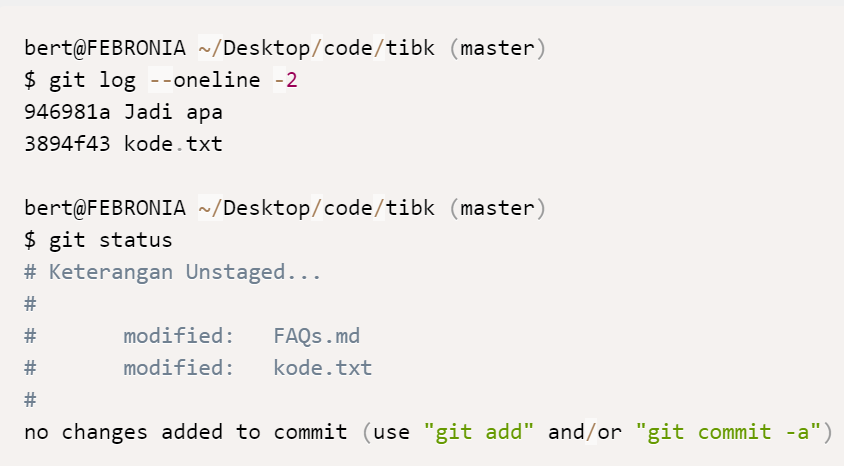 bert@FEBRONIA ~/Desktop/code/tibk (master)
$ git log --oneline -2
946981a Jadi apa
3894f43 kode.txt
bert@FEBRONIA ~/Desktop/code/tibk (master)
$ git status
# Keterangan Unstaged...
#
#       modified:   FAQs.md
#       modified:   kode.txt
#
no changes added to commit (use "git add" and/or "git commit -a")